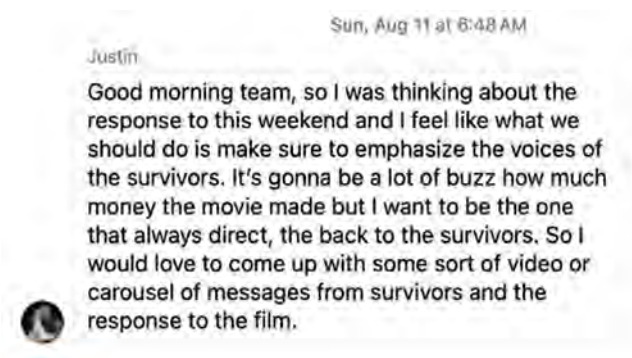 Sun, Aug 11 at 6:48 AM
Justin
Good morning team, so I was thinking about the
response to this weekend and I feel like what we
should do is make sure to emphasize the voices of
the survivors. It's gonna be a lot of buzz how much
money the movie made but I want to be the one
that always direct, the back to the survivors. So I
would love to come up with some sort of video or
carousel of messages from survivors and the
response to the film.